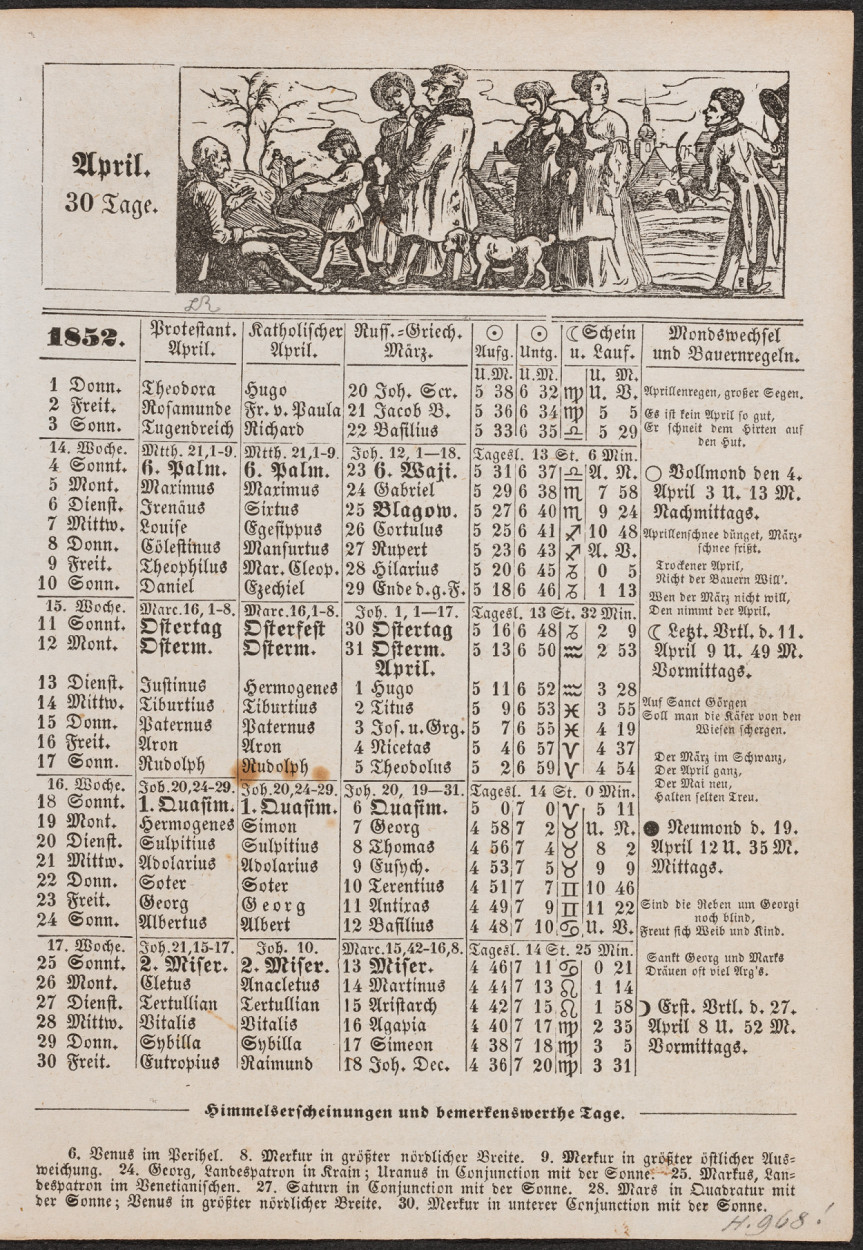 April.
30 Tage.
1852. Protestant. April. Katholischer April. Russ.=Griech. März. ☉ Aufg. ☉ Untg. ☾ Schein u. Lauf. Mondswechsel und Bauernregeln.
U. M. U. M. U. M.
1 Donn. Theodora Hugo 20 Joh. Scr. 5 38 6 32 ♍ U. V. Aprillenregen, großer Segen.
2 Freit. Rosamunde Fr. v. Paula 21 Jacob B. 5 36 6 34 ♍ 5 5 Es ist kein April so gut,
3 Sonn. Tugendreich Richard 22 Basilius 5 33 6 35 ♎ 5 29 Er schneit dem Hirten auf
den Hut.
14. Woche. Mtth. 21,1-9. Mtth. 21,1-9. Joh. 12, 1—18. Tagesl. 13 St. 6 Min.
4 Sonnt. 6. Palm. 6. Palm. 23 6. Waji. 5 31 6 37 ♎ A. N. ○ Vollmond den 4.
5 Mont. Maximus Maximus 24 Gabriel 5 29 6 38 ♏ 7 58 April 3 U. 13 M.
6 Dienst. Irenäus Sixtus 25 Blagow. 5 27 6 40 ♏ 9 24 Nachmittags.
7 Mittw. Louise Egesippus 26 Cortulus 5 25 6 41 ♐ 10 48 Aprillenschnee dünget, März=
8 Donn. Cölestinus Mansurtus 27 Rupert 5 23 6 43 ♐ A. V. schnee frißt.
9 Freit. Theophilus Mar. Cleop. 28 Hilarius 5 20 6 45 ♑ 0 5 Trockener April,
Nicht der Bauern Will'.
10 Sonn. Daniel Ezechiel 29 Ende d.g.F. 5 18 6 46 ♑ 1 13 Wen der März nicht will,
15. Woche. Marc.16, 1-8. Marc.16,1-8. Joh. 1, 1—17. Tagesl. 13 St. 32 Min. Den nimmt der April.
11 Sonnt. Ostertag Osterfest 30 Ostertag 5 16 6 48 ♑ 2 9 ☾ Letzt. Vrtl. d. 11.
12 Mont. Osterm. Osterm. 31 Osterm. 5 13 6 50 ♒ 2 53 April 9 U. 49 M.
April. Vormittags.
13 Dienst. Justinus Hermogenes 1 Hugo 5 11 6 52 ♒ 3 28
14 Mittw. Tiburtius Tiburtius 2 Titus 5 9 6 53 ♓ 3 55 Auf Sanct Görgen
Soll man die Käfer von den
15 Donn. Paternus Paternus 3 Jos. u. Grg. 5 7 6 55 ♓ 4 19 Wiesen schergen.
16 Freit. Aron Aron 4 Nicetas 5 4 6 57 ♈ 4 37 Der März im Schwanz,
17 Sonn. Rudolph Rudolph 5 Theodolus 5 2 6 59 ♈ 4 54 Der April ganz,
Der Mai neu,
16. Woche. Joh.20,24-29. Joh.20,24-29. Joh. 20, 19—31. Tagesl. 14 St. 0 Min. Halten selten Treu.
18 Sonnt. 1. Quasim. 1. Quasim. 6 Quasim. 5 0 7 0 ♈ 5 11
19 Mont. Hermogenes Simon 7 Georg 4 58 7 2 ♉ U. N. ● Neumond d. 19.
20 Dienst. Sulpitius Sulpitius 8 Thomas 4 56 7 4 ♉ 8 2 April 12 U. 35 M.
21 Mittw. Adolarius Adolarius 9 Eusych. 4 53 7 5 ♉ 9 9 Mittags.
22 Donn. Soter Soter 10 Terentius 4 51 7 7 ♊ 10 46
23 Freit. Georg Georg 11 Antixas 4 49 7 9 ♊ 11 22 Sind die Reben um Georgi
noch blind,
24 Sonn. Albertus Albert 12 Basilius 4 48 7 10 ♋ U. V. Freut sich Weib und Kind.
17. Woche. Joh.21,15-17. Joh. 10. Marc.15,42-16,8. Tagesl. 14 St. 25 Min.
25 Sonnt. 2. Miser. 2. Miser. 13 Miser. 4 46 7 11 ♋ 0 21 Sankt Georg und Marks
Dräuen oft viel Arg's.
26 Mont. Cletus Anacletus 14 Martinus 4 44 7 13 ♌ 1 14
27 Dienst. Tertullian Tertullian 15 Aristarch 4 42 7 15 ♌ 1 58 ☽ Erst. Vrtl. d. 27.
28 Mittw. Vitalis Vitalis 16 Agapia 4 40 7 17 ♍ 2 35 April 8 U. 52 M.
29 Donn. Sybilla Sybilla 17 Simeon 4 38 7 18 ♍ 3 5 Vormittags.
30 Freit. Eutropius Raimund 18 Joh. Dec. 4 36 7 20 ♍ 3 31
Himmelserscheinungen und bemerkenswerthe Tage.
6. Venus im Perihel. 8. Merkur in größter nördlicher Breite. 9. Merkur in größter östlicher Aus=
weichung. 24. Georg, Landespatron in Krain; Uranus in Conjunction mit der Sonne. 25. Markus, Lan=
despatron im Venetianischen. 27. Saturn in Conjunction mit der Sonne. 28. Mars in Quadratur mit
der Sonne; Venus in größter nördlicher Breite. 30. Merkur in unterer Conjunction mit der Sonne.
H. 968!